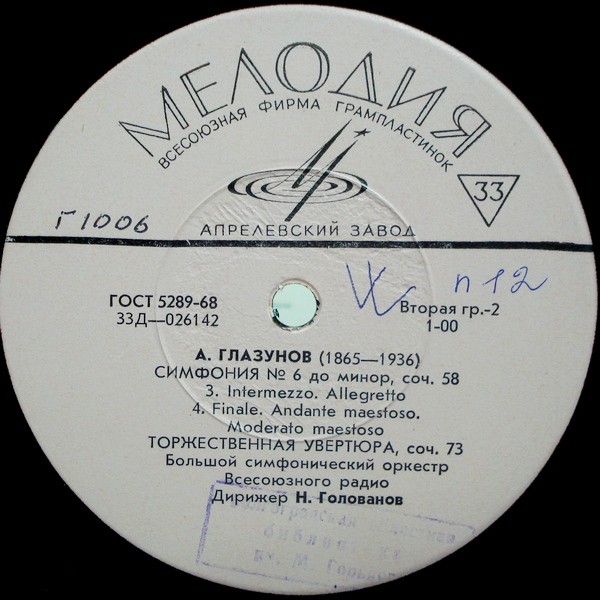 МЕЛОДИЯ
ВСЕСОЮЗНАЯ ФИРМА ГРАМПЛАСТИНОК
33
Г1006
АПРЕЛЕВСКИЙ ЗАВОД
п 12
ГОСТ 5289-68
33Д—026142
Вторая гр.-2
1-00
А. ГЛАЗУНОВ (1865—1936)
СИМФОНИЯ № 6 до минор, соч. 58
3. Intermezzo. Allegretto
4. Finale. Andante maestoso.
Moderato maestoso
ТОРЖЕСТВЕННАЯ УВЕРТЮРА, соч. 73
Большой симфонический оркестр
Всесоюзного радио
Дирижер Н. Голованов